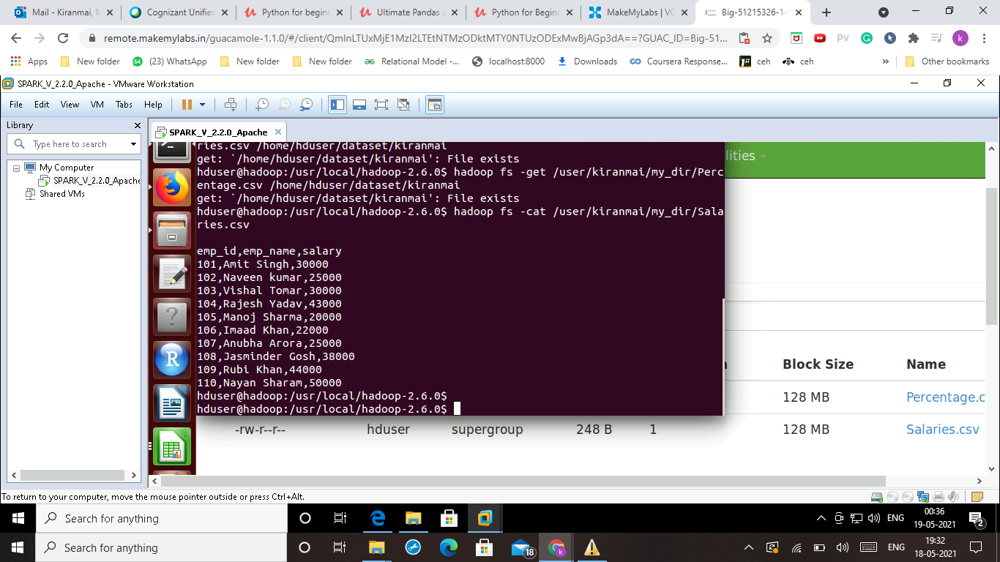 Mail - Kiranmai, M
Cognizant Unified
Python for beginn
Ultimate Pandas a
Python for Beginn
MakeMyLabs | VC
Big-51215326-1-
remote.makemylabs.in/guacamole-1.1.0/#/client/QmlnLTUxMjE1MzI2LTEtNTMzODktMTY0NTUzODExMwBjAGp3dA==?GUAC_ID=Big-51...
Apps
New folder
(23) WhatsApp
New folder
New folder
Relational Model -...
localhost:8000
Downloads
Coursera Response...
ceh
ceh
Other bookmarks
SPARK_V_2.2.0_Apache - VMware Workstation
File Edit View VM Tabs Help
Library
Type here to search
My Computer
SPARK_V_2.2.0_Apache
Shared VMs
SPARK_V_2.2.0_Apache
ries.csv /home/hduser/dataset/kiranmai
get: `/home/hduser/dataset/kiranmai': File exists
hduser@hadoop:/usr/local/hadoop-2.6.0$ hadoop fs -get /user/kiranmai/my_dir/Perc
entage.csv /home/hduser/dataset/kiranmai
get: `/home/hduser/dataset/kiranmai': File exists
hduser@hadoop:/usr/local/hadoop-2.6.0$ hadoop fs -cat /user/kiranmai/my_dir/Sala
ries.csv
emp_id,emp_name,salary
101,Amit Singh,30000
102,Naveen kumar,25000
103,Vishal Tomar,30000
104,Rajesh Yadav,43000
105,Manoj Sharma,20000
106,Imaad Khan,22000
107,Anubha Arora,25000
108,Jasminder Gosh,38000
109,Rubi Khan,44000
110,Nayan Sharam,50000
hduser@hadoop:/usr/local/hadoop-2.6.0$
hduser@hadoop:/usr/local/hadoop-2.6.0$
lities
Block Size Name
128 MB Percentage.c
-rw-r--r-- hduser supergroup 248 B 1 128 MB Salaries.csv
To return to your computer, move the mouse pointer outside or press Ctrl+Alt.
Search for anything
ENG
00:36
19-05-2021
2
Search for anything
18
ENG
19:32
18-05-2021